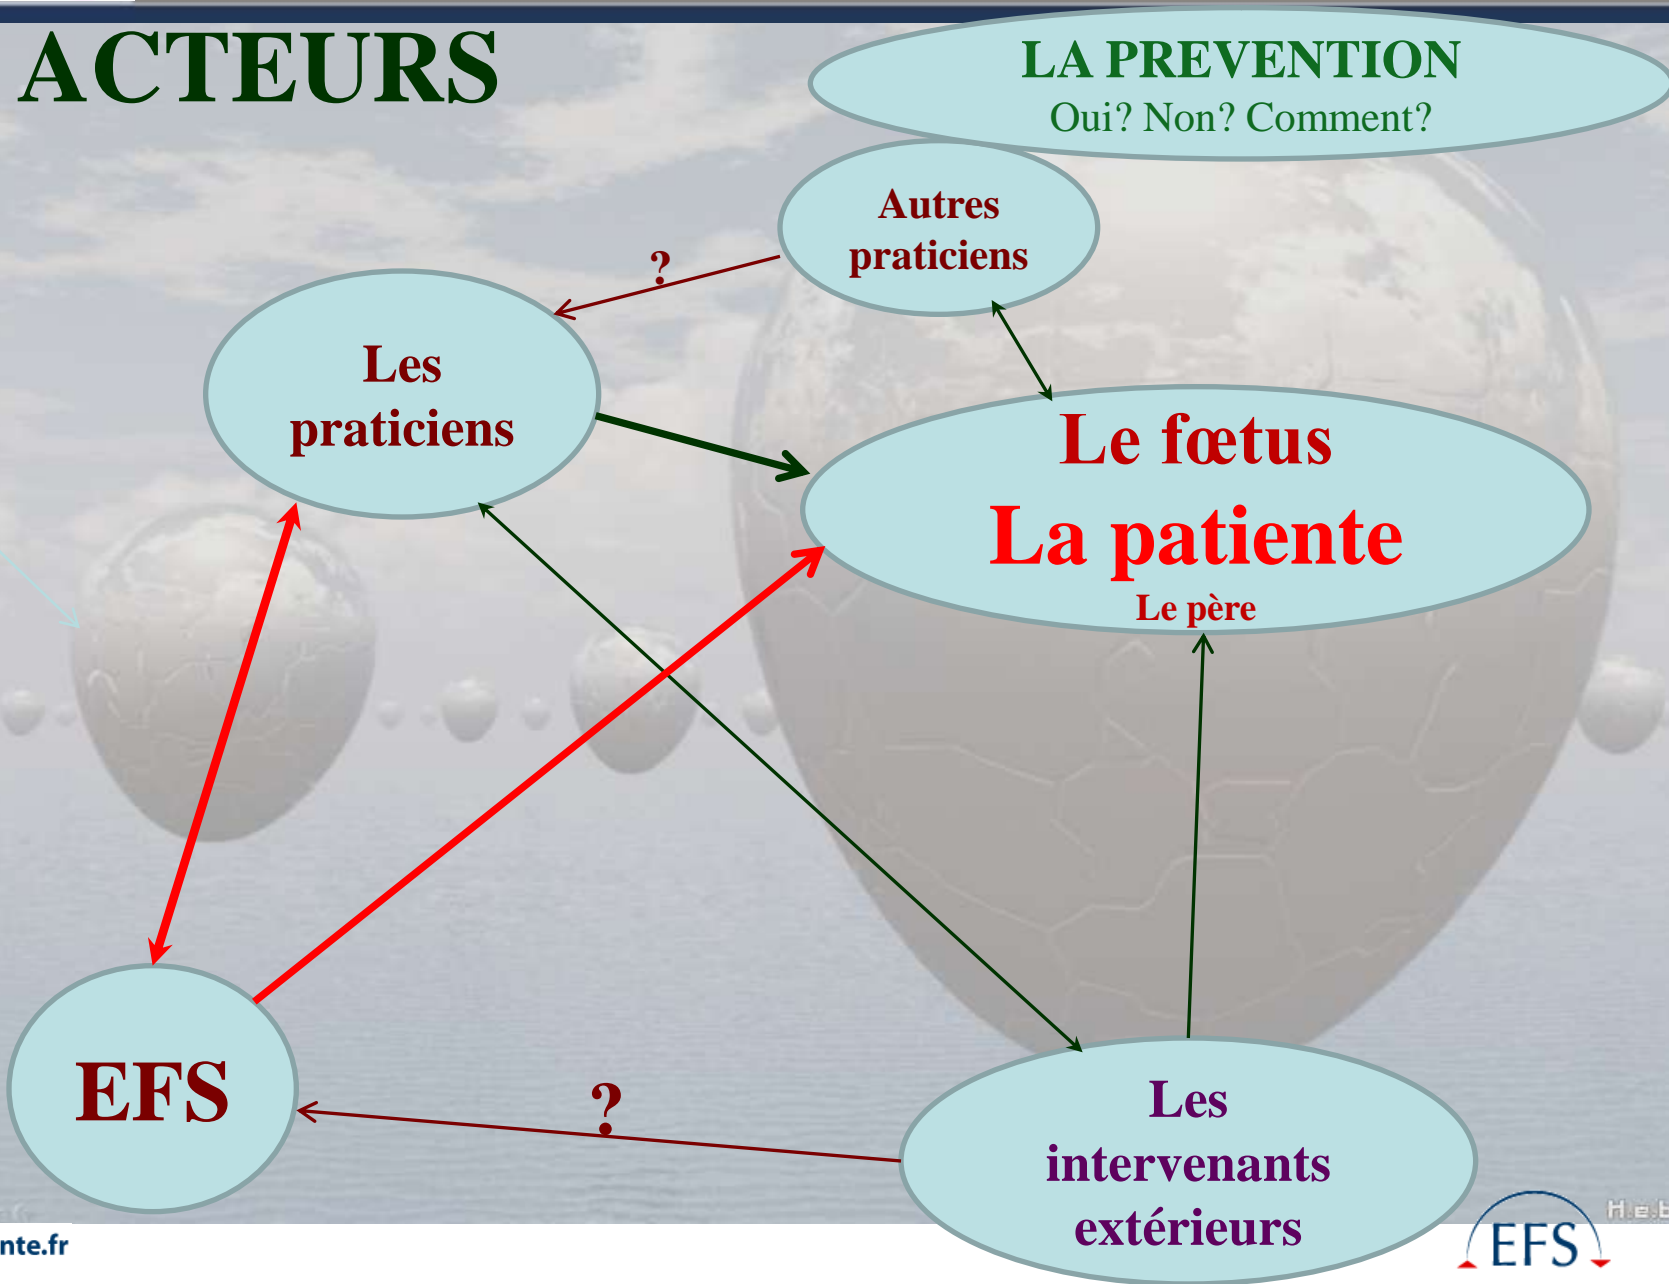 ACTEURS
LA PREVENTION
Oui? Non? Comment?
Autres
praticiens
?
Les
praticiens
Le fœtus
La patiente
Le père
EFS
?
Les
intervenants
extérieurs
nte.fr
EFS